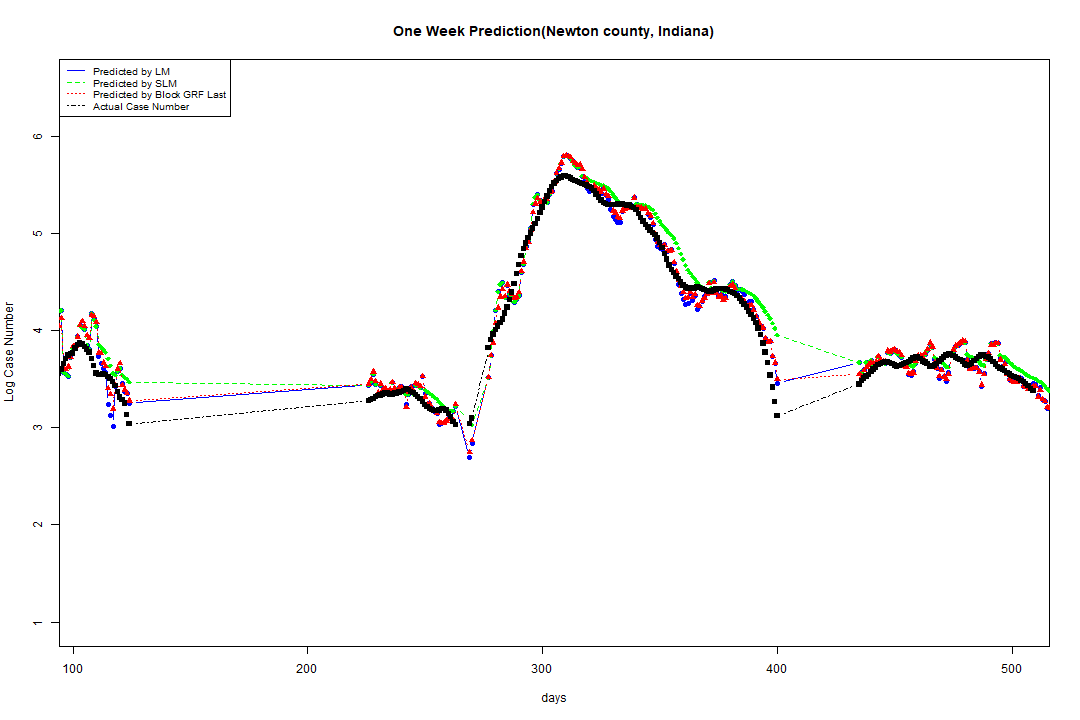 One Week Prediction(Newton county, Indiana)
Predicted by LM
Predicted by SLM
Predicted by Block GRF Last
Actual Case Number
Log Case Number
6
5
4
3
2
1
100 200 300 400 500
days